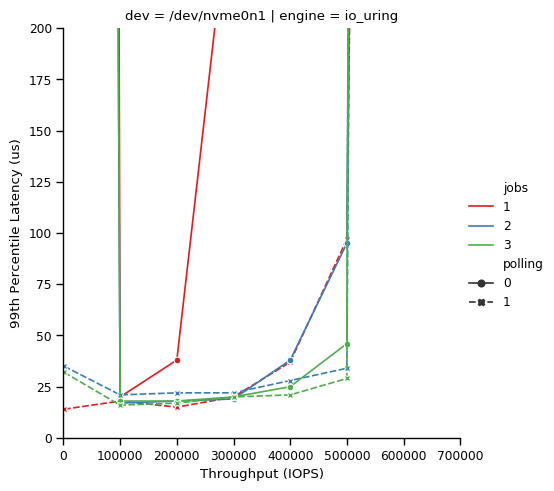 dev = /dev/nvme0n1 | engine = io_uring
200
175
150
125
100
75
50
25
0
99th Percentile Latency (us)
0 100000 200000 300000 400000 500000 600000 700000
Throughput (IOPS)
jobs
1
2
3
polling
0
1